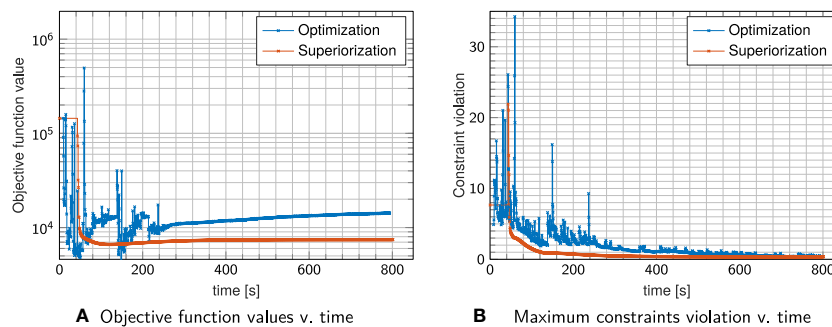 10^6
10^5
10^4
Objective function value
0
200
400
600
800
time [s]
Optimization
Superiorization
A Objective function values v. time
30
20
10
0
Constraint violation
0
200
400
600
800
time [s]
Optimization
Superiorization
B Maximum constraints violation v. time